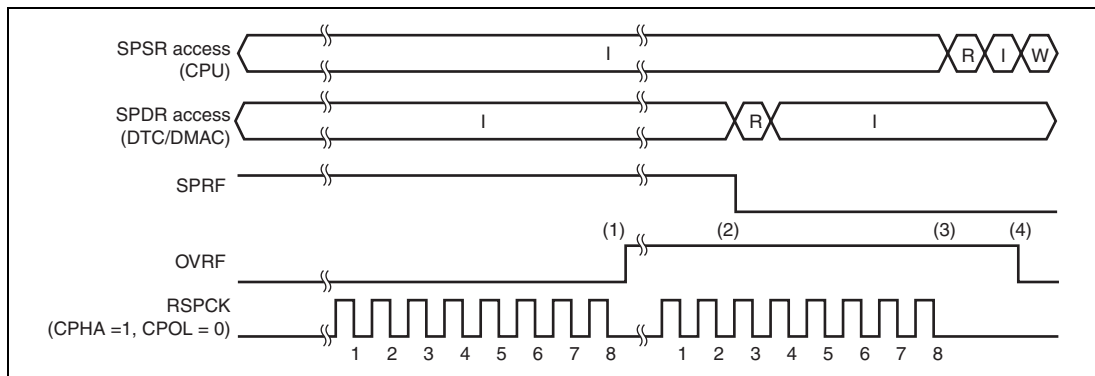 SPSR access
(CPU)
I
R
I
W
SPDR access
(DTC/DMAC)
I
R
I
SPRF
(1)
(2)
(3)
(4)
OVRF
RSPCK
(CPHA =1, CPOL = 0)
1 2 3 4 5 6 7 8 1 2 3 4 5 6 7 8